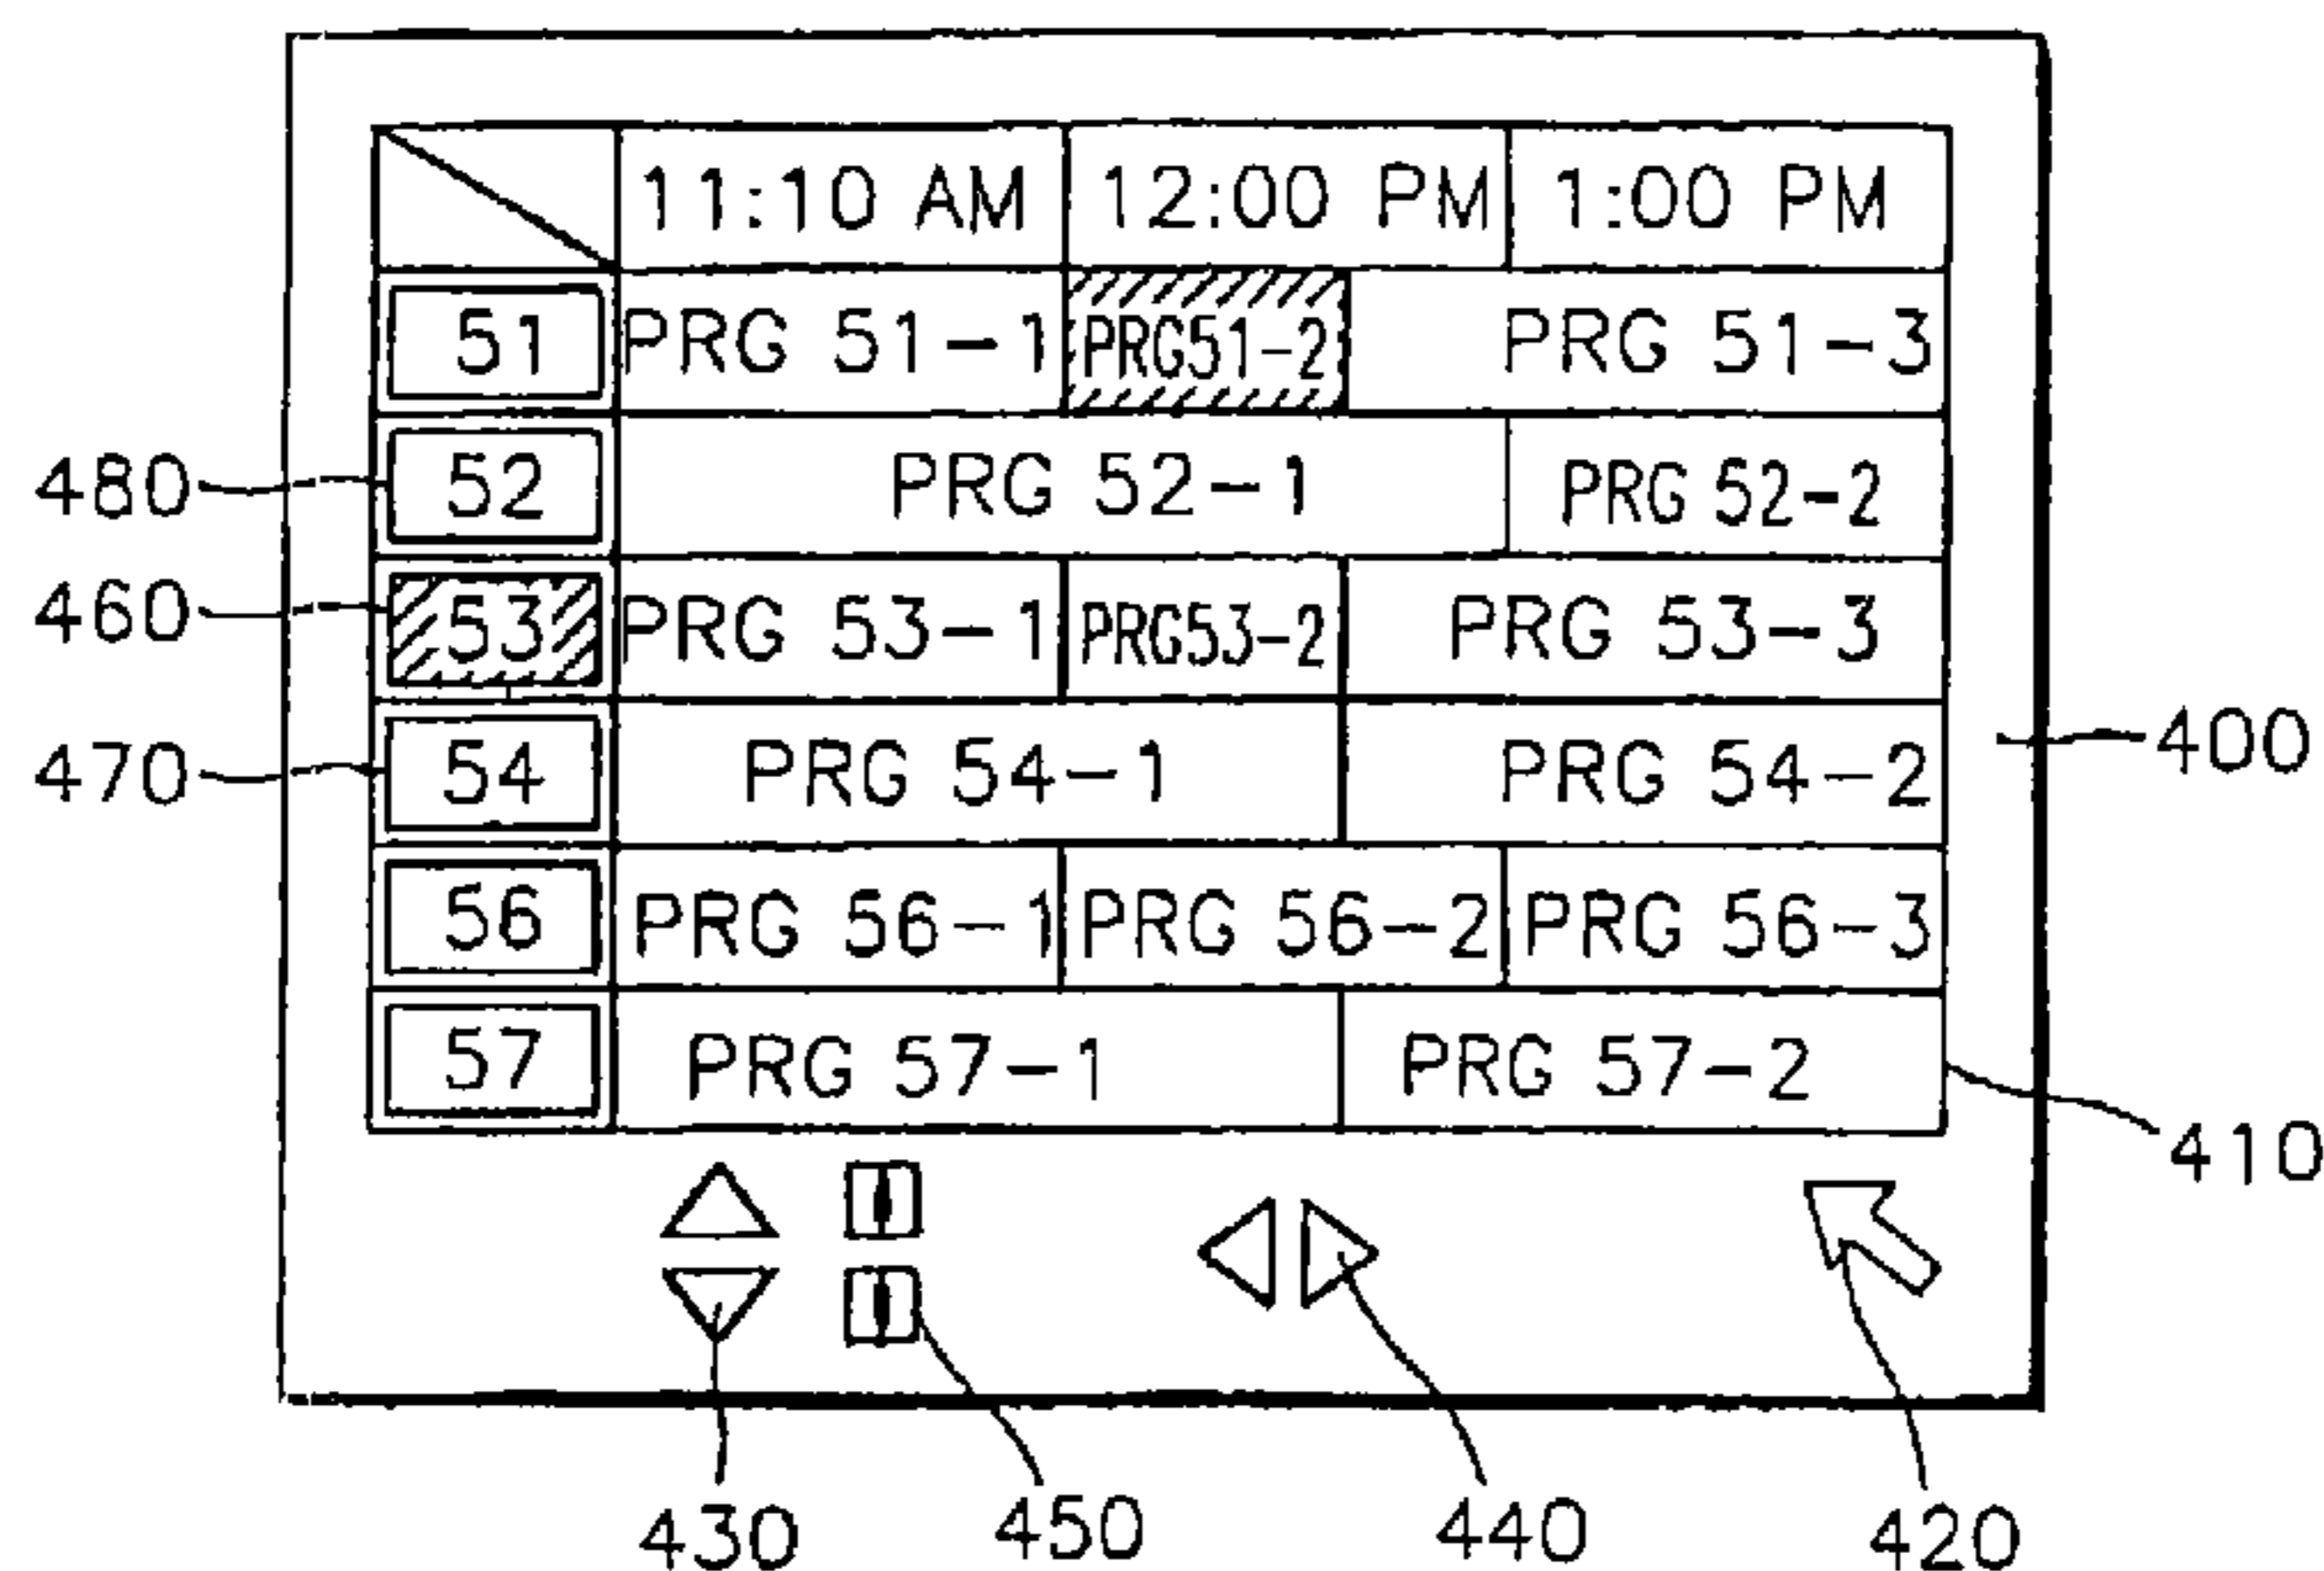 11:10 AM 12:00 PM 1:00 PM
51 PRG 51-1 PRG51-2 PRG 51-3
480 52 PRG 52-1 PRG 52-2
460 53 PRG 53-1 PRG53-2 PRG 53-3
470 54 PRG 54-1 PRG 54-2 400
56 PRG 56-1 PRG 56-2 PRG 56-3
57 PRG 57-1 PRG 57-2
410
430 450 440 420